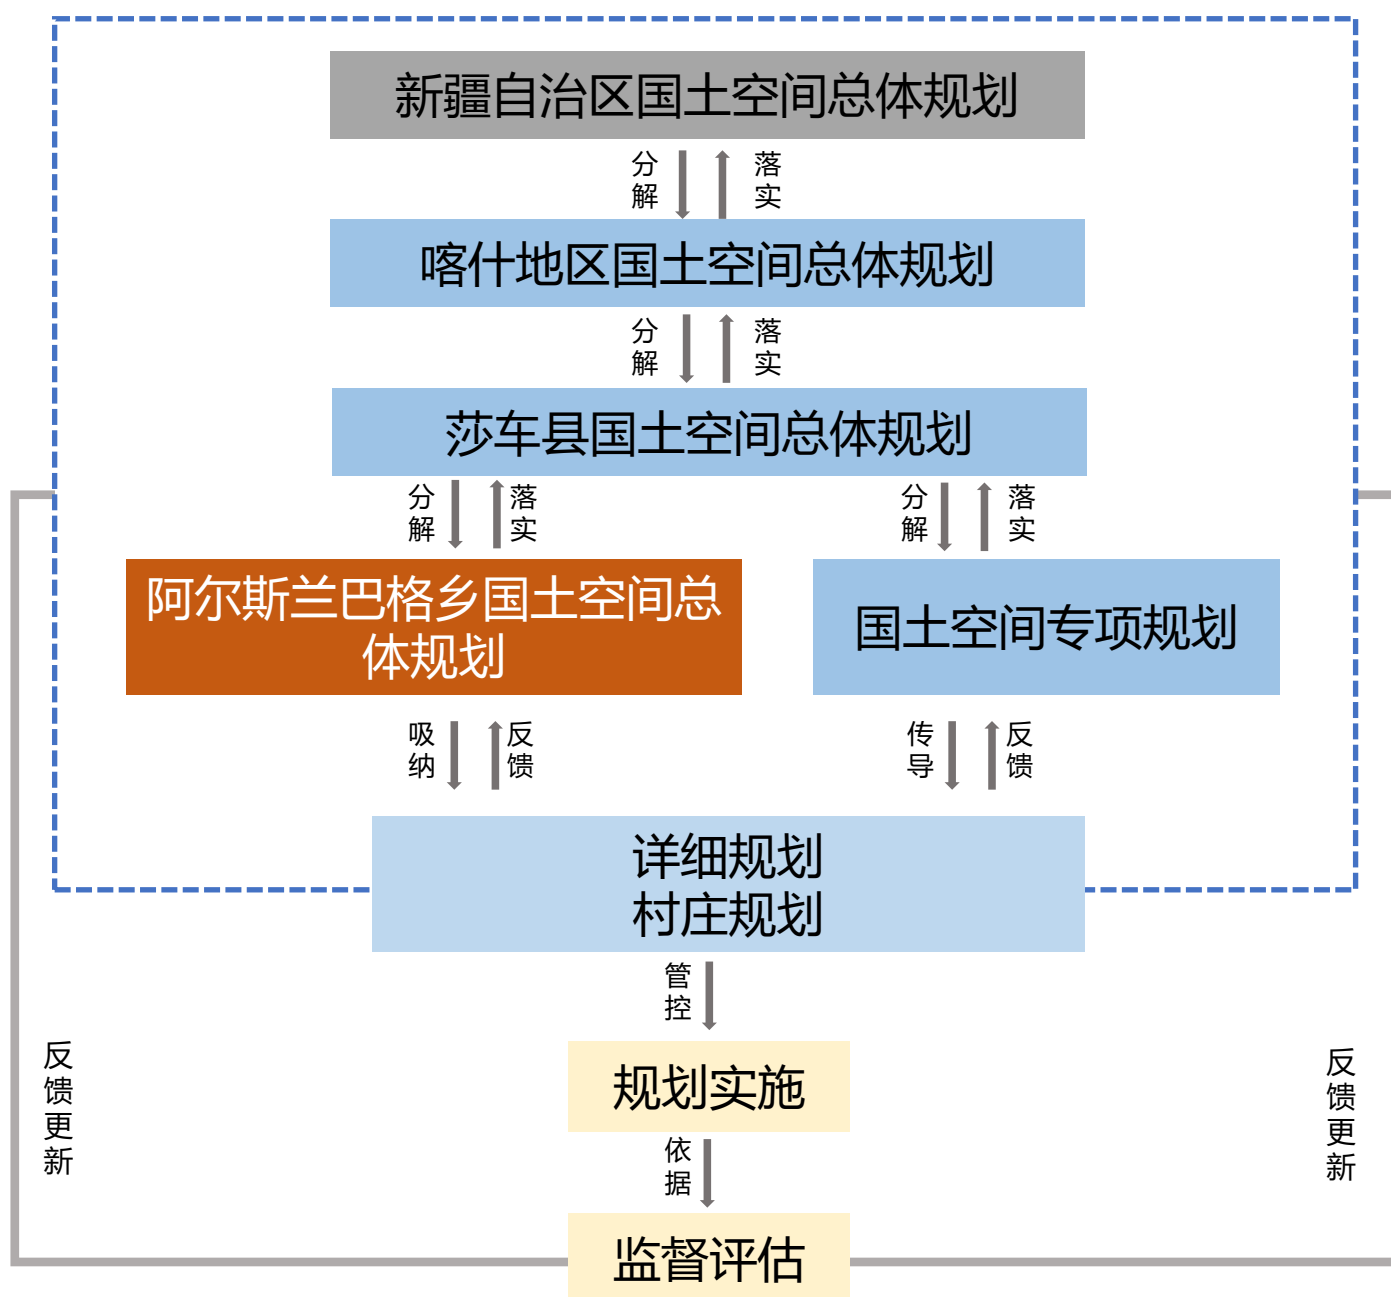 新疆自治区国土空间总体规划
分解
落实
喀什地区国土空间总体规划
分解
落实
莎车县国土空间总体规划
分解
落实
分解
落实
阿尔斯兰巴格乡国土空间总
体规划
国土空间专项规划
吸纳
反馈
传导
反馈
详细规划
村庄规划
管控
规划实施
反馈更新
反馈更新
依据
监督评估